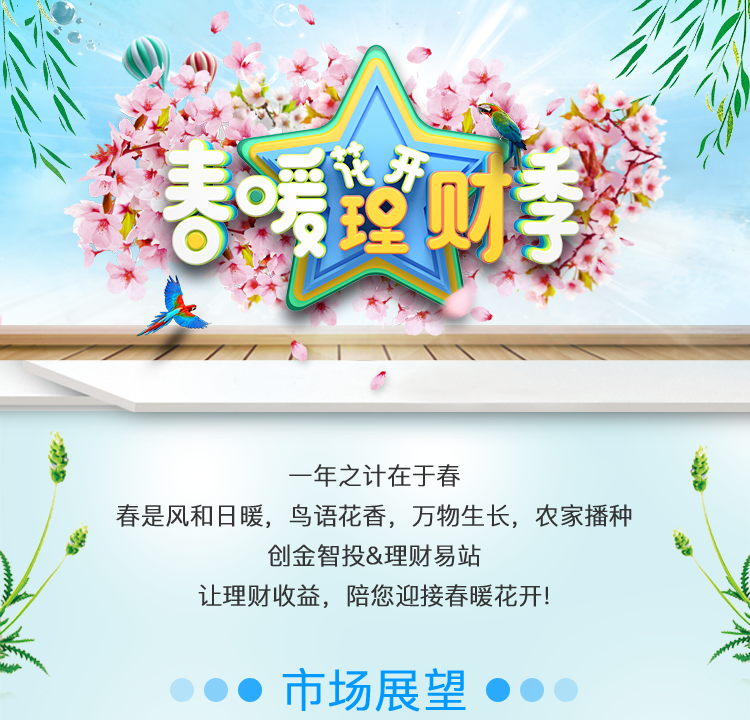 春暖花开
理财季
一年之计在于春
春是风和日暖，鸟语花香，万物生长，农家播种
创金智投&理财易站
让理财收益，陪您迎接春暖花开!
市场展望